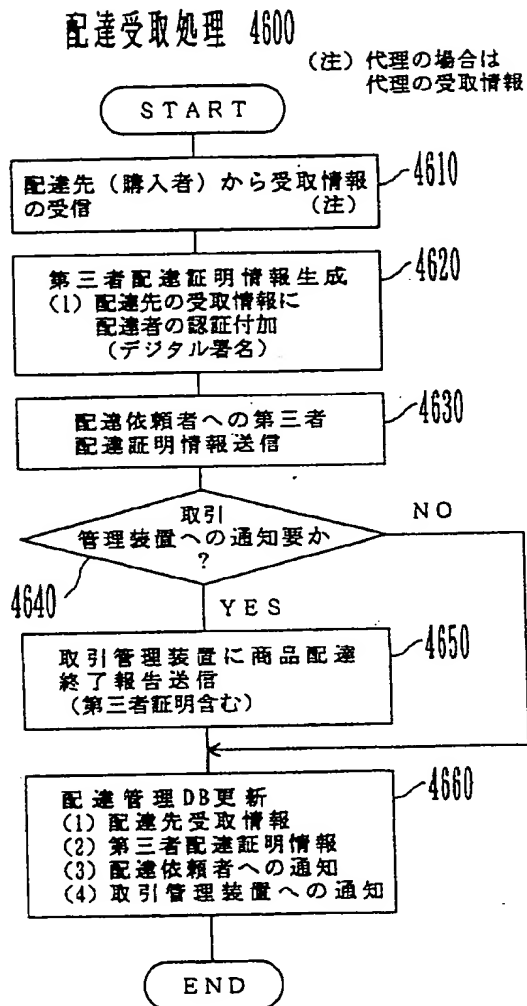 配達受取処理 4600
(注) 代理の場合は
代理の受取情報
START
配達先（購入者）から受取情報
の受信 (注)
4610
第三者配達証明情報生成
(1) 配達先の受取情報に
配達者の認証付加
(デジタル署名)
4620
配達依頼者への第三者
配達証明情報送信
4630
取引
管理装置への通知要か
?
4640
NO
YES
取引管理装置に商品配達
終了報告送信
(第三者証明含む)
4650
配達管理DB更新
(1) 配達先受取情報
(2) 第三者配達証明情報
(3) 配達依頼者への通知
(4) 取引管理装置への通知
4660
END